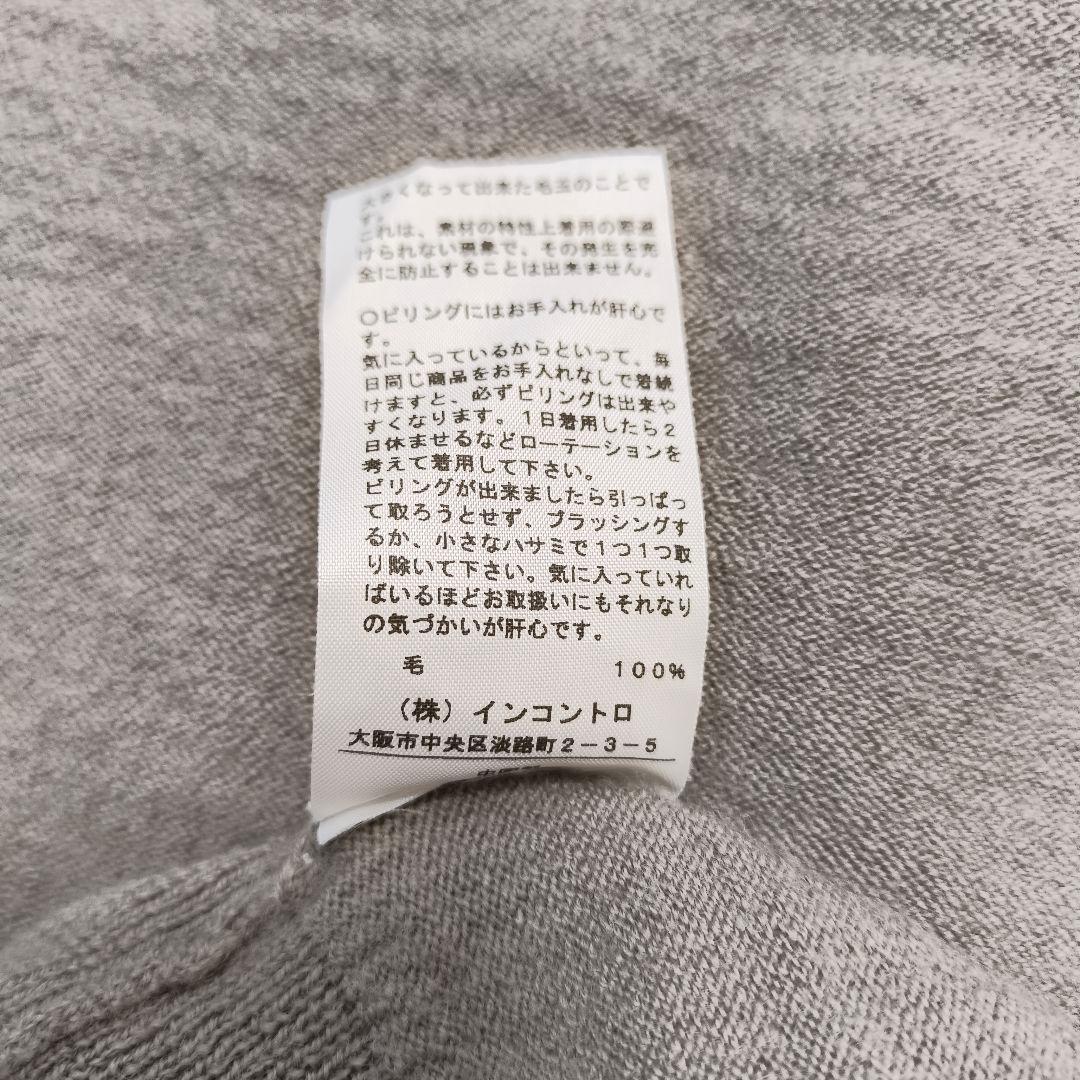 大きくなって出来た毛玉のことで
す。
これは、素材の特性上着用の際避
けられない現象で、その発生を完
全に防止することは出来ません。
○ピリングにはお手入れが肝心で
す。
気に入っているからといって、毎
日同じ商品をお手入れなしで着続
けますと、必ずピリングは出来や
すくなります。1日着用したら2
日休ませるなどローテーションを
考えて着用して下さい。
ピリングが出来ましたら引っぱっ
て取ろうとせず、ブラッシングす
るか、小さなハサミで1つ1つ取
り除いて下さい。気に入っていれ
ばいるほどお取扱いにもそれなり
の気づかいが肝心です。
毛 100%
(株)インコントロ
大阪市中央区淡路町2-3-5